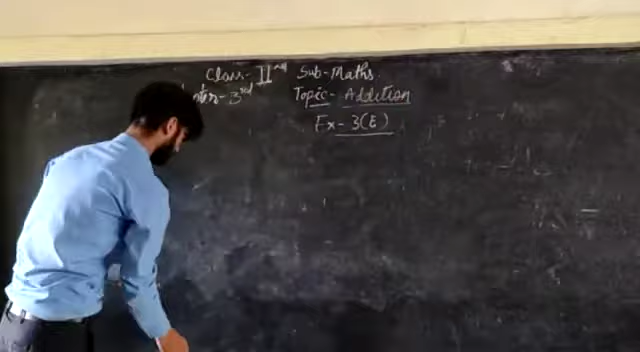 Class- IInd Sub- Maths.
3rd Topic- Addition
Ex- 3(E)